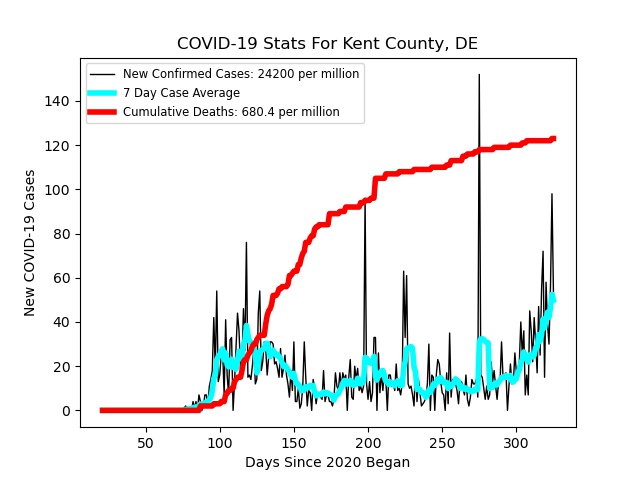 COVID-19 Stats For Kent County, DE
New Confirmed Cases: 24200 per million
7 Day Case Average
Cumulative Deaths: 680.4 per million
New COVID-19 Cases
140
120
100
80
60
40
20
0
50 100 150 200 250 300
Days Since 2020 Began